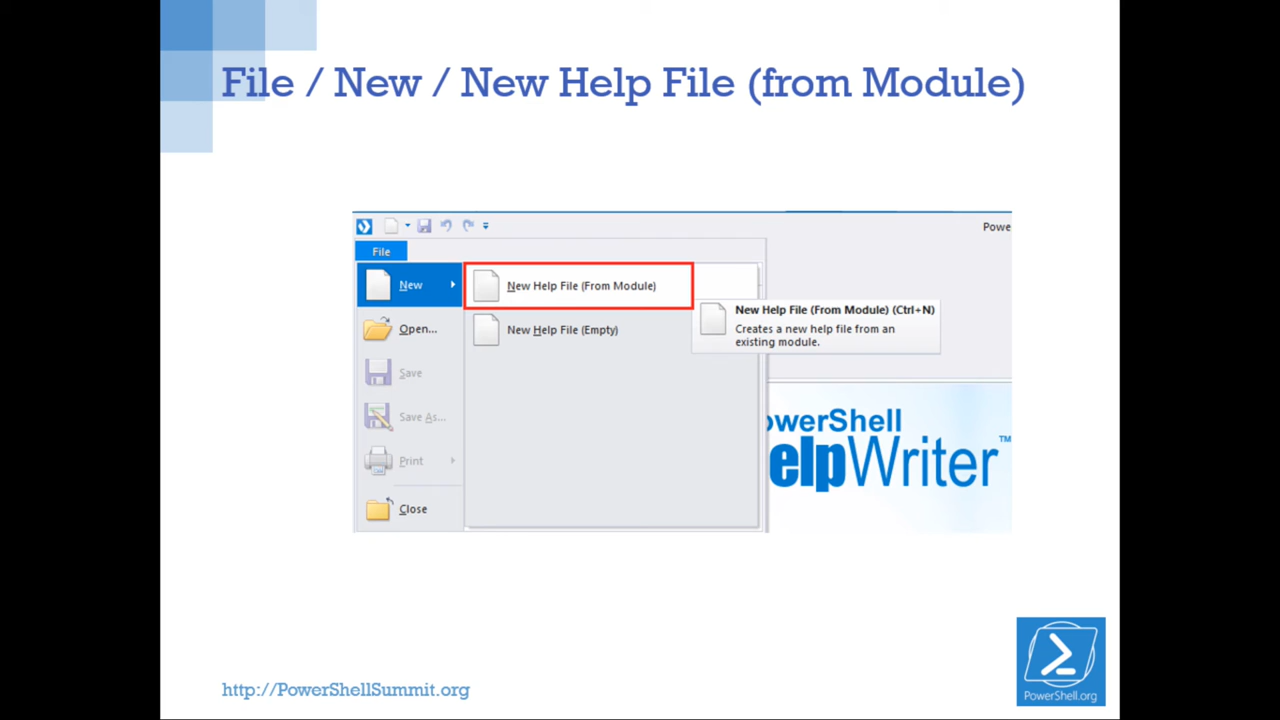 File / New / New Help File (from Module)
Powe
File
New
New Help File (From Module)
New Help File (From Module) (Ctrl+N)
Creates a new help file from an
existing module.
Open...
New Help File (Empty)
Save
Save As...
Print
Close
owerShell
elpWriter™
http://PowerShellSummit.org
PowerShell.org